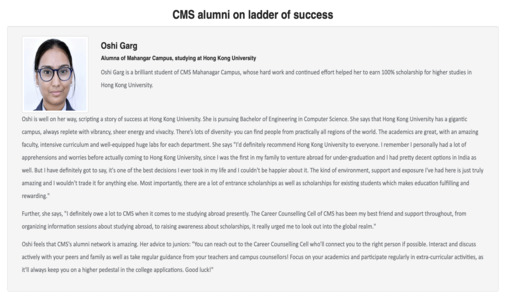 CMS alumni on ladder of success
Oshi Garg
Alumna of Mahangar Campus, studying at Hong Kong University
Oshi Garg is a brilliant student of CMS Mahanagar Campus, whose hard work and continued effort helped her to earn 100% scholarship for higher studies in
Hong Kong University.
Oshi is well on her way, scripting a story of success at Hong Kong University. She is pursuing Bachelor of Engineering in Computer Science. She says that Hong Kong University has a gigantic
campus, always replete with vibrancy, sheer energy and vivacity. There's lots of diversity- you can find people from practically all regions of the world. The academics are great, with an amazing
faculty, intensive curriculum and well-equipped huge labs for each department. She says "I'd definitely recommend Hong Kong University to everyone. I remember I personally had a lot of
apprehensions and worries before actually coming to Hong Kong University, since I was the first in my family to venture abroad for under-graduation and I had pretty decent options in India as
well. But I have definitely got to say, it's one of the best decisions I ever took in my life and I couldn't be happier about it. The kind of environment, support and exposure I've had here is just truly
amazing and I wouldn't trade it for anything else. Most importantly, there are a lot of entrance scholarships as well as scholarships for existing students which makes education fulfilling and
rewarding."
Further, she says, "I definitely owe a lot to CMS when it comes to me studying abroad presently. The Career Counselling Cell of CMS has been my best friend and support throughout, from
organizing information sessions about studying abroad, to raising awareness about scholarships, it really urged me to look out into the global realm."
Oshi feels that CMS's alumni network is amazing. Her advice to juniors: "You can reach out to the Career Counselling Cell who'll connect you to the right person if possible. Interact and discuss
actively with your peers and family as well as take regular guidance from your teachers and campus counsellors! Focus on your academics and participate regularly in extra-curricular activities, as
it'll always keep you on a higher pedestal in the college applications. Good luck!"